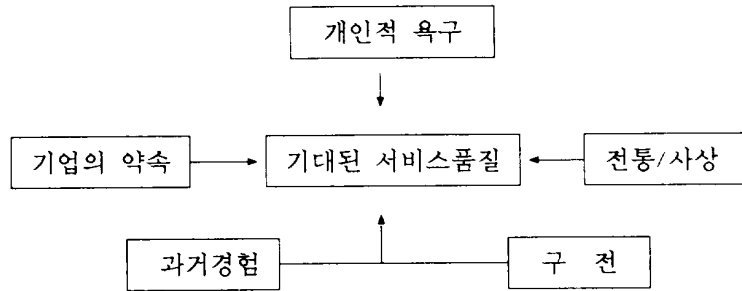 개인적 욕구
기업의 약속
기대된 서비스품질
전통/사상
과거경험
구 전